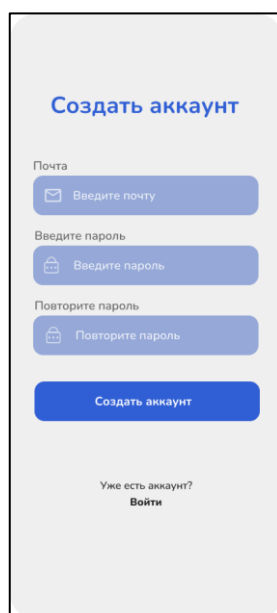 Создать аккаунт
Почта
Введите почту
Введите пароль
Введите пароль
Повторите пароль
Повторите пароль
Создать аккаунт
Уже есть аккаунт?
Войти